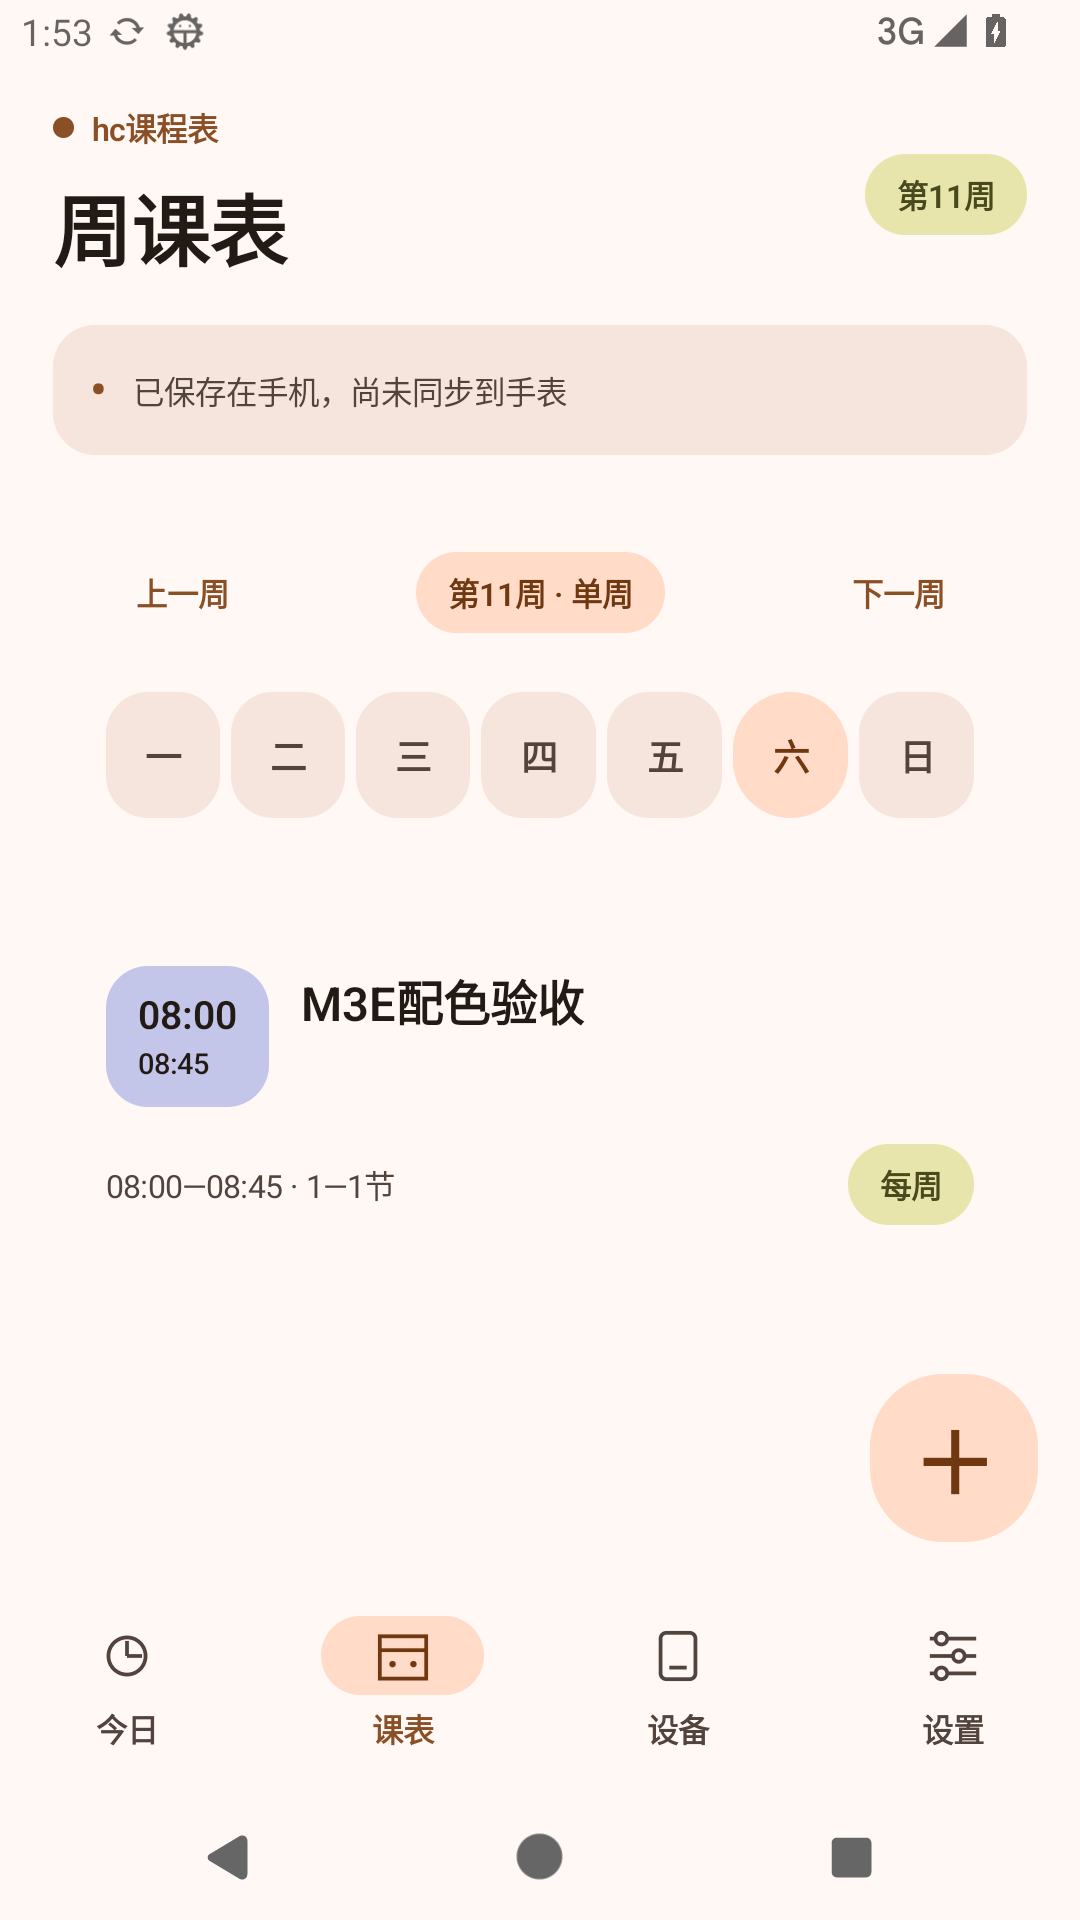 1:53
3G
hc课程表
周课表
第11周
已保存在手机，尚未同步到手表
上一周
第11周 · 单周
下一周
一 二 三 四 五 六 日
08:00
08:45
M3E配色验收
08:00—08:45 · 1—1节
每周
今日
课表
设备
设置